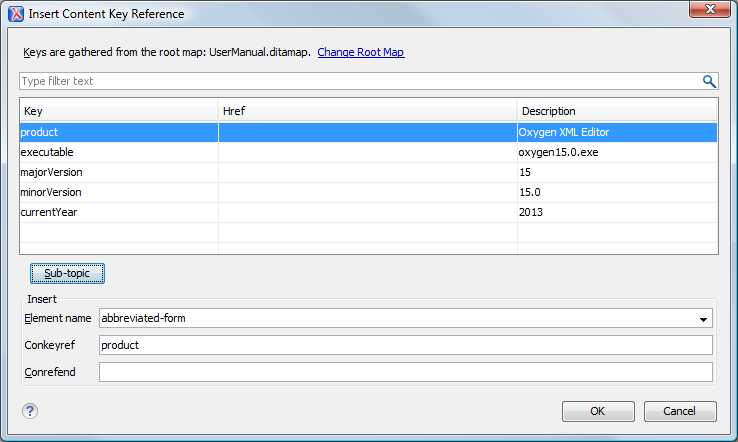 Insert Content Key Reference
Keys are gathered from the root map: UserManual.ditamap. Change Root Map
Type filter text
Key Href Description
product Oxygen XML Editor
executable oxygen15.0.exe
majorVersion 15
minorVersion 15.0
currentYear 2013
Sub-topic
Insert
Element name abbreviated-form
Conkeyref product
Conrefend
? OK Cancel